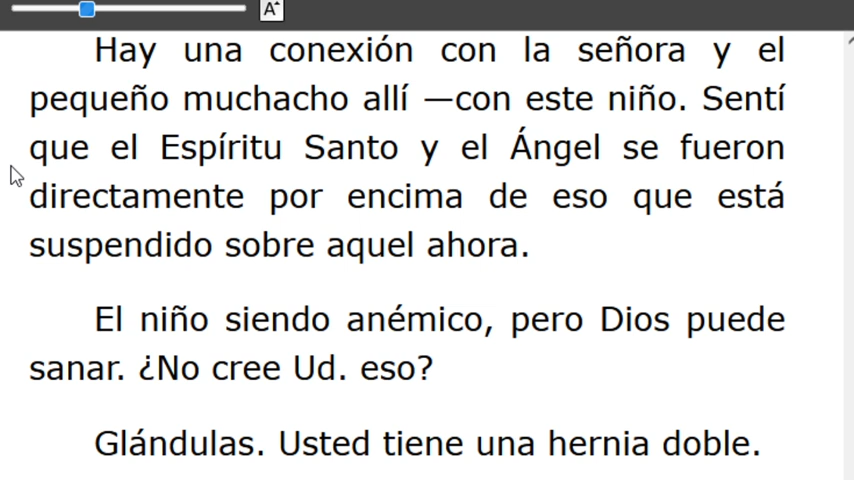 A
Hay una conexión con la señora y el
pequeño muchacho allí —con este niño. Sentí
que el Espíritu Santo y el Ángel se fueron
directamente por encima de eso que está
suspendido sobre aquel ahora.
El niño siendo anémico, pero Dios puede
sanar. ¿No cree Ud. eso?
Glándulas. Usted tiene una hernia doble.